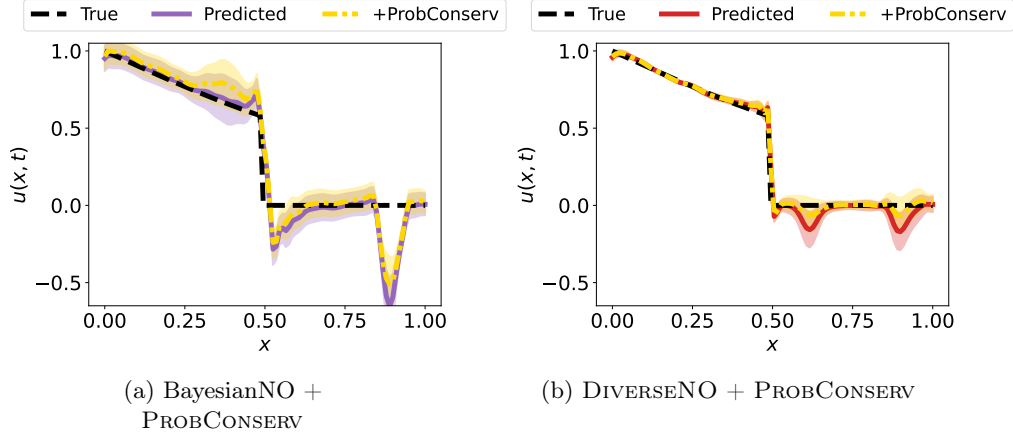 True Predicted +ProbConserv
1.0
0.5
0.0
−0.5
u(x, t)
0.00 0.25 0.50 0.75 1.00
x
(a) BayesianNO +
PROBCONSERV
True Predicted +ProbConserv
1.0
0.5
0.0
−0.5
u(x, t)
0.00 0.25 0.50 0.75 1.00
x
(b) DIVERSENO + PROBCONSERV